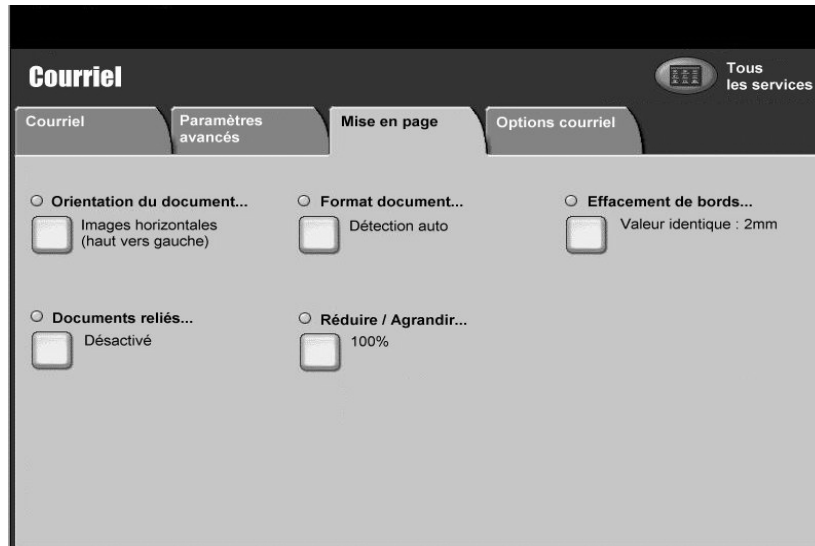 Courriel
Tous
les services
Courriel
Paramètres
avancés
Mise en page
Options courriel
Orientation du document...
Images horizontales
(haut vers gauche)
Format document...
Détection auto
Effacement de bords...
Valeur identique : 2mm
Documents reliés...
Désactivé
Réduire / Agrandir...
100%